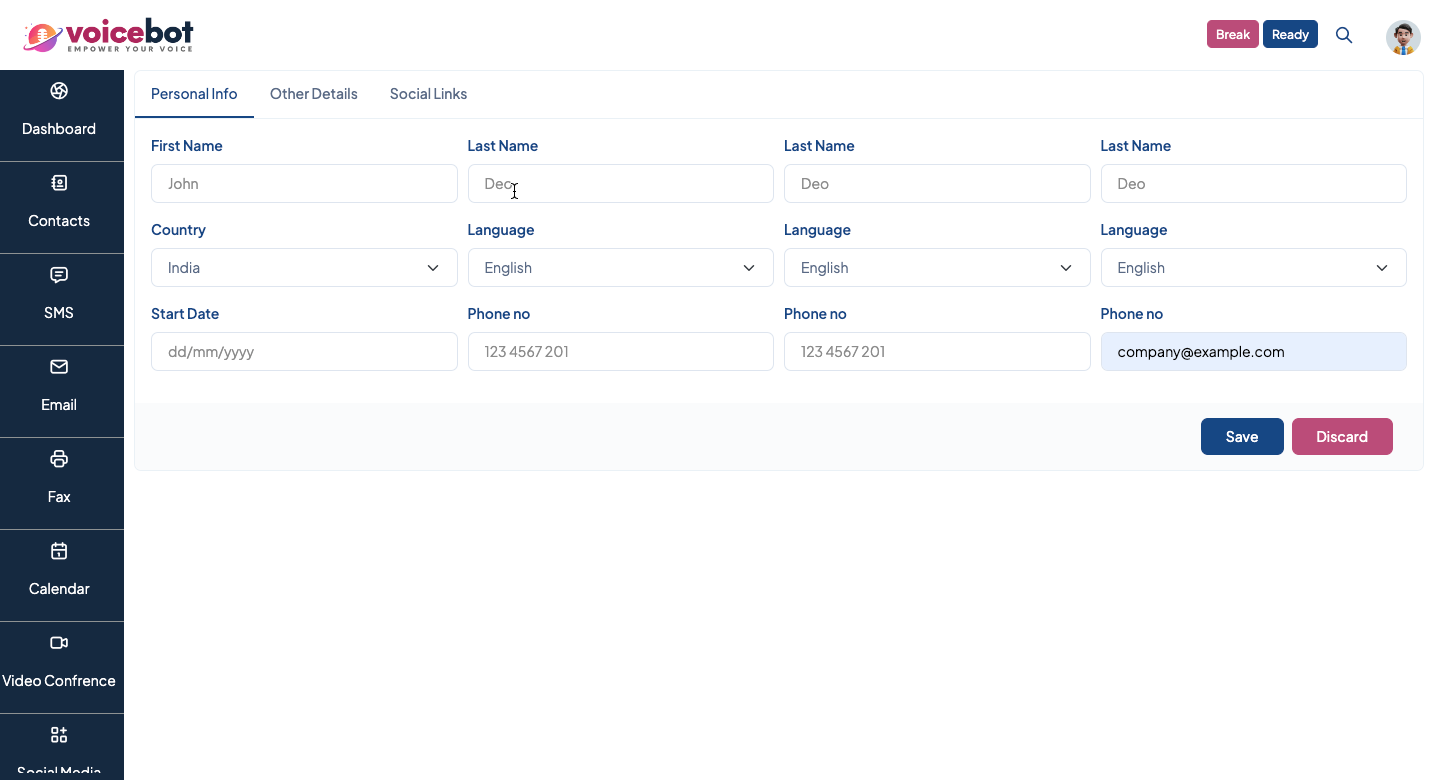 voicebot
EMPOWER YOUR VOICE
Break
Ready
Dashboard
Contacts
SMS
Email
Fax
Calendar
Video Confrence
Social Media
Personal Info
Other Details
Social Links
First Name
Last Name
Last Name
Last Name
John
Deo
Deo
Deo
Country
Language
Language
Language
India
English
English
English
Start Date
Phone no
Phone no
Phone no
dd/mm/yyyy
123 4567 201
123 4567 201
company@example.com
Save
Discard